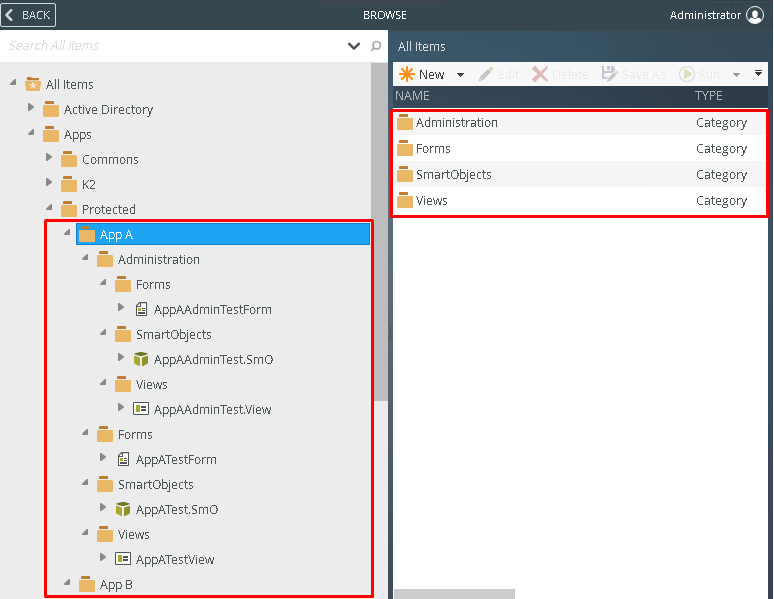 BACK
BROWSE
Administrator
Search All Items
All Items
Active Directory
Apps
Commons
K2
Protected
App A
Administration
Forms
AppAAdminTestForm
SmartObjects
AppAAdminTest.SmO
Views
AppAAdminTest.View
Forms
AppATestForm
SmartObjects
AppATest.SmO
Views
AppATestView
App B
All Items
New Edit Delete Save As Run
NAME TYPE
Administration Category
Forms Category
SmartObjects Category
Views Category